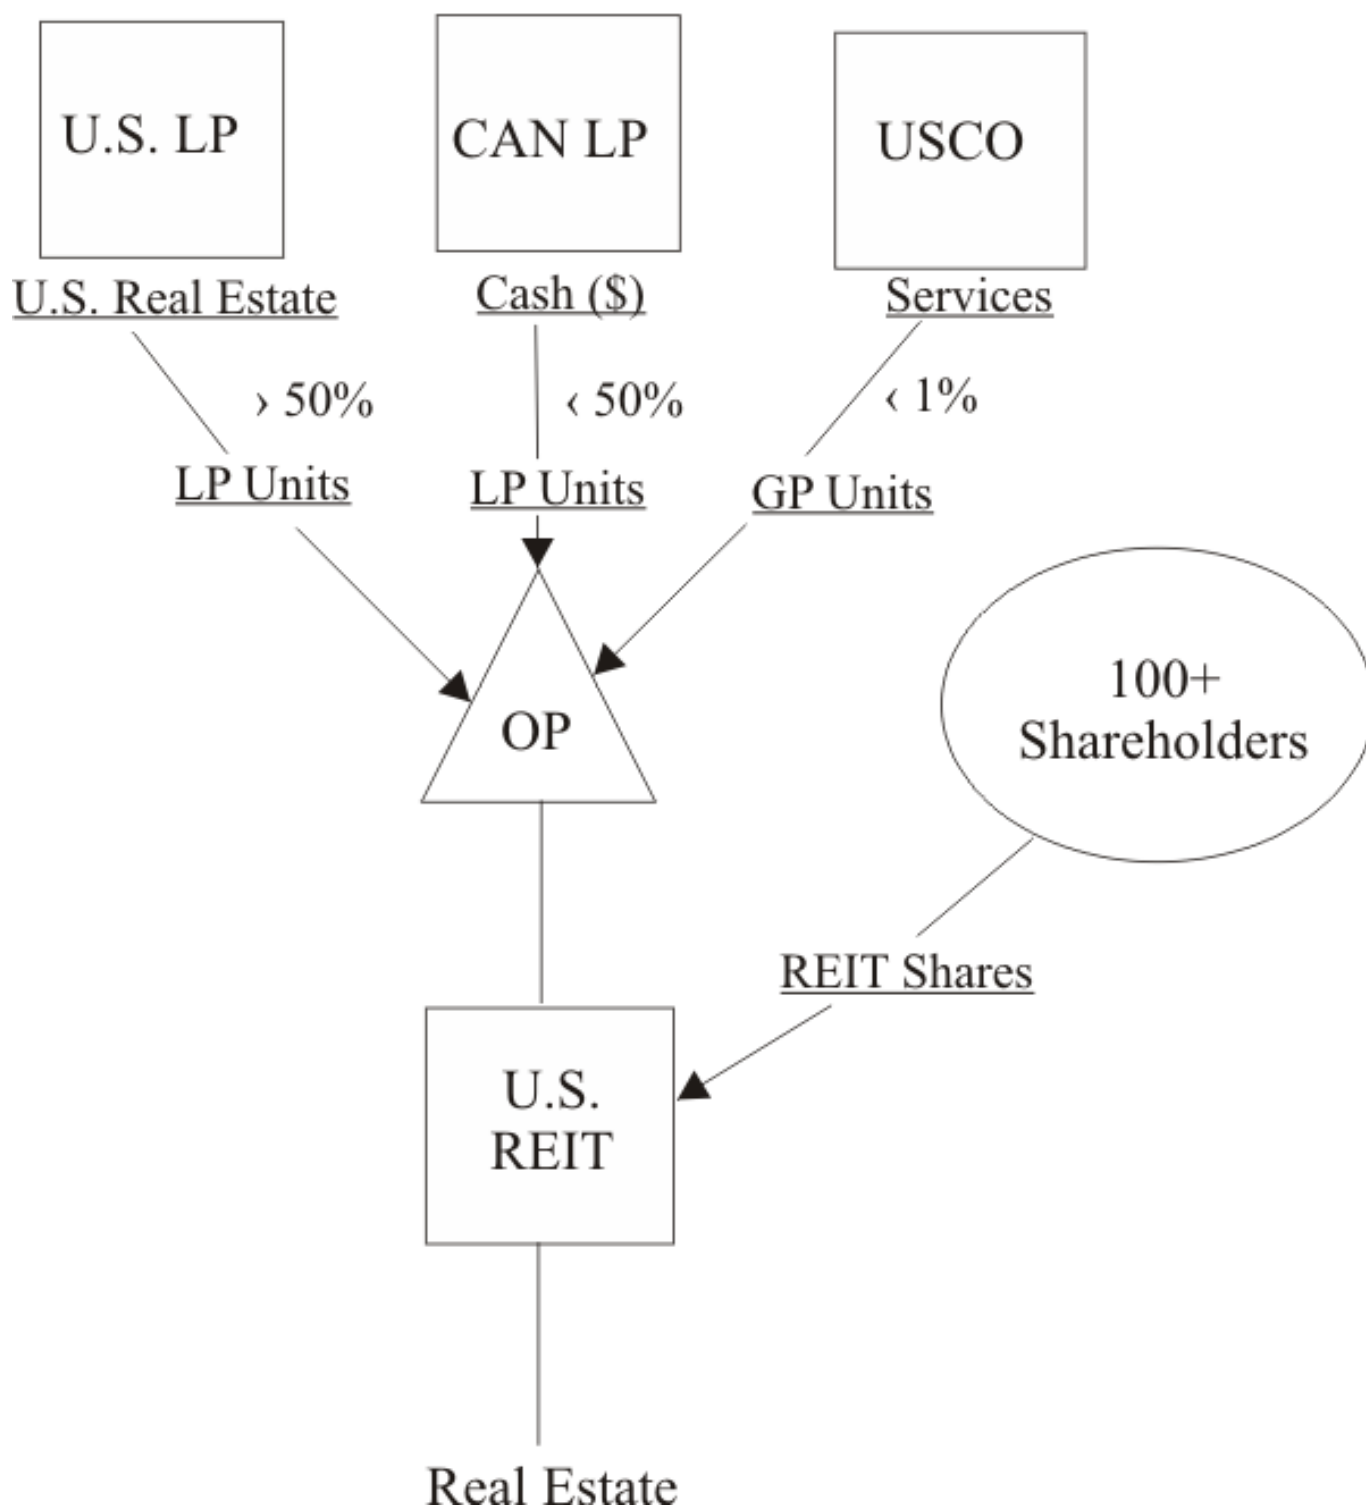 U.S. LP
CAN LP
USCO
U.S. Real Estate
Cash ($)
Services
› 50%
‹ 50%
‹ 1%
LP Units
LP Units
GP Units
OP
100+
Shareholders
REIT Shares
U.S.
REIT
Real Estate